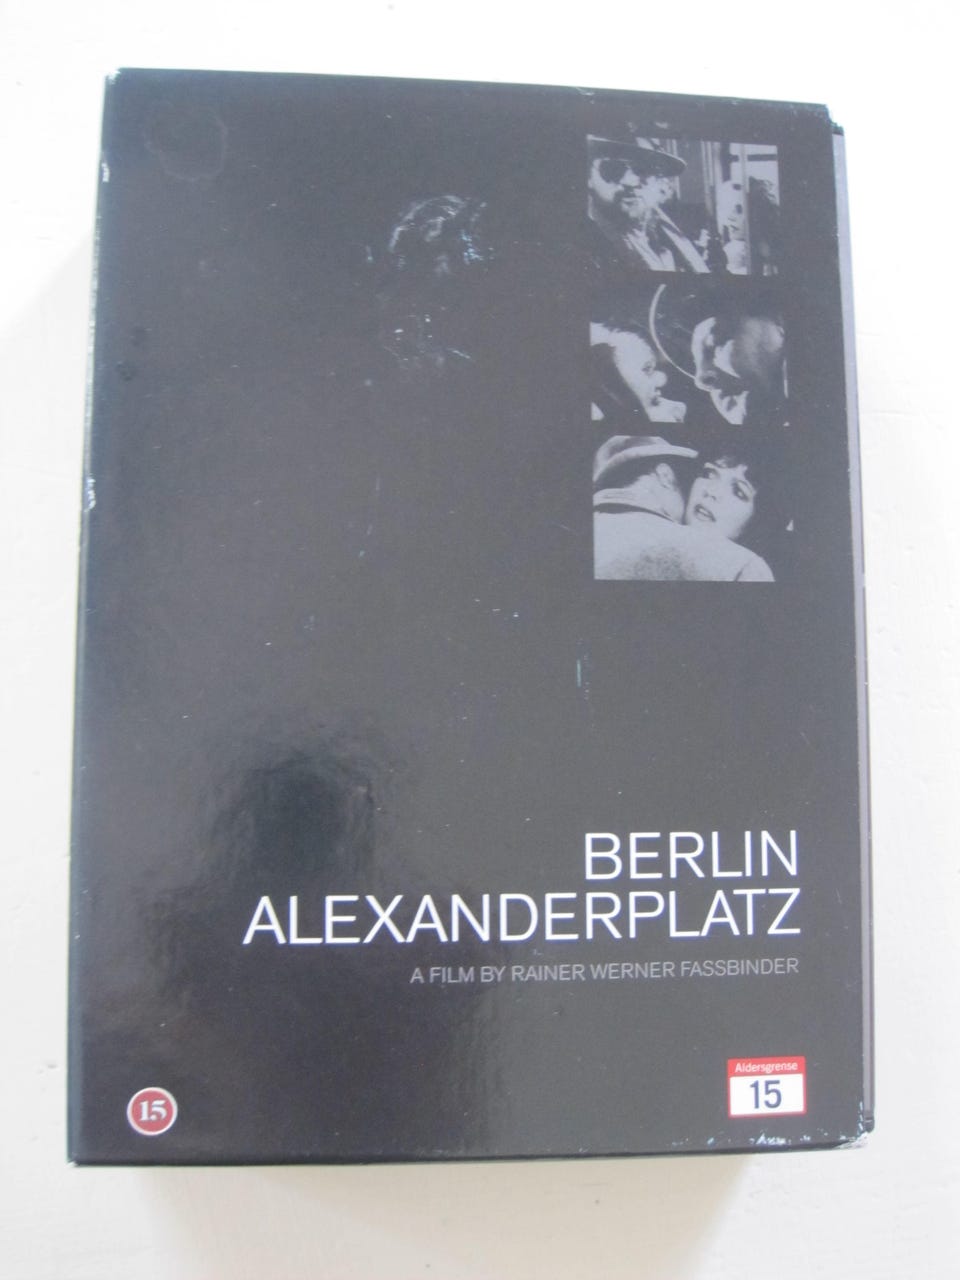 BERLIN
ALEXANDERPLATZ
A FILM BY RAINER WERNER FASSBINDER
15
Aldersgrense
15